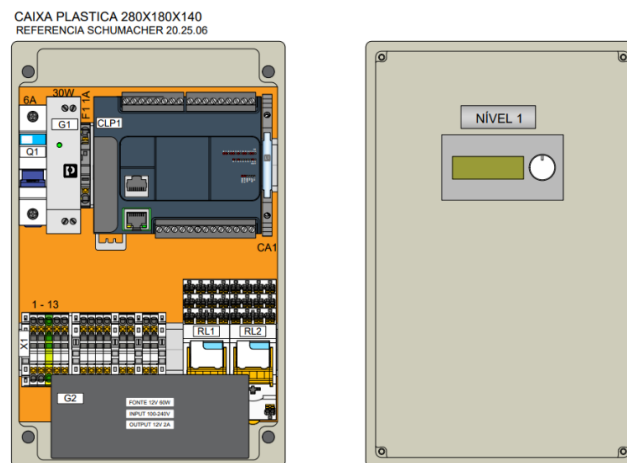 CAIXA PLASTICA 280X180X140
REFERENCIA SCHUMACHER 20.25.06
6A
30W
F1 1A
G1
CLP1
Q1
CA1
1 - 13
X1
RL1
RL2
G2
FONTE 12V 60W
INPUT 100-240V
OUTPUT 12V 2A
NÍVEL 1